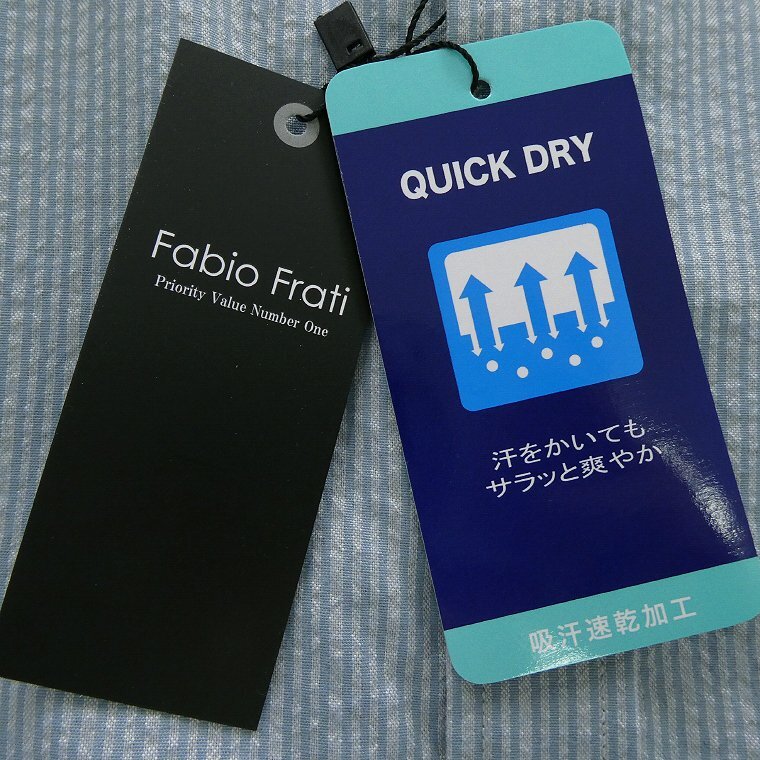 Fabio Frati
Priority Value Number One
QUICK DRY
汗をかいても
サラッと爽やか
吸汗速乾加工